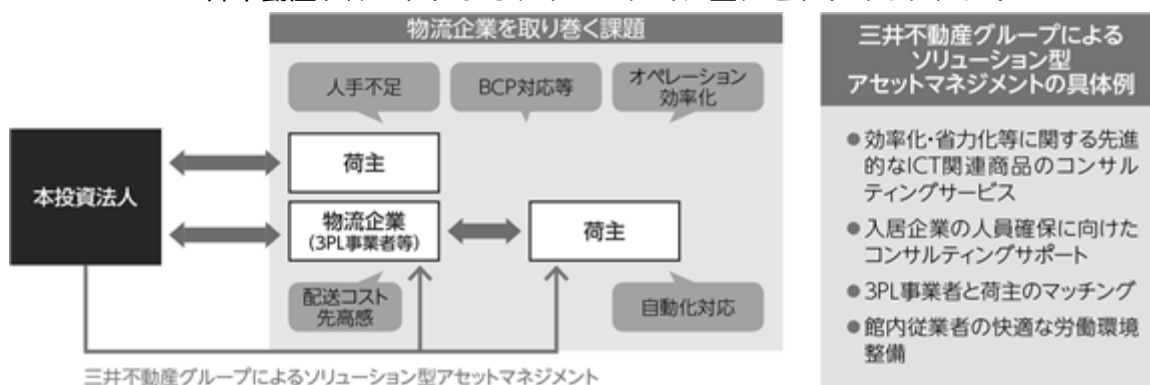 物流企業を取り巻く課題
人手不足
BCP対応等
オペレーション
効率化
本投資法人
荷主
物流企業
(3PL事業者等)
荷主
配送コスト
先高感
自動化対応
三井不動産グループによるソリューション型アセットマネジメント
三井不動産グループによる
ソリューション型
アセットマネジメントの具体例
●効率化・省力化等に関する先進
的なICT関連商品のコンサル
ティングサービス
●入居企業の人員確保に向けた
コンサルティングサポート
●3PL事業者と荷主のマッチング
●館内従業者の快適な労働環境
整備